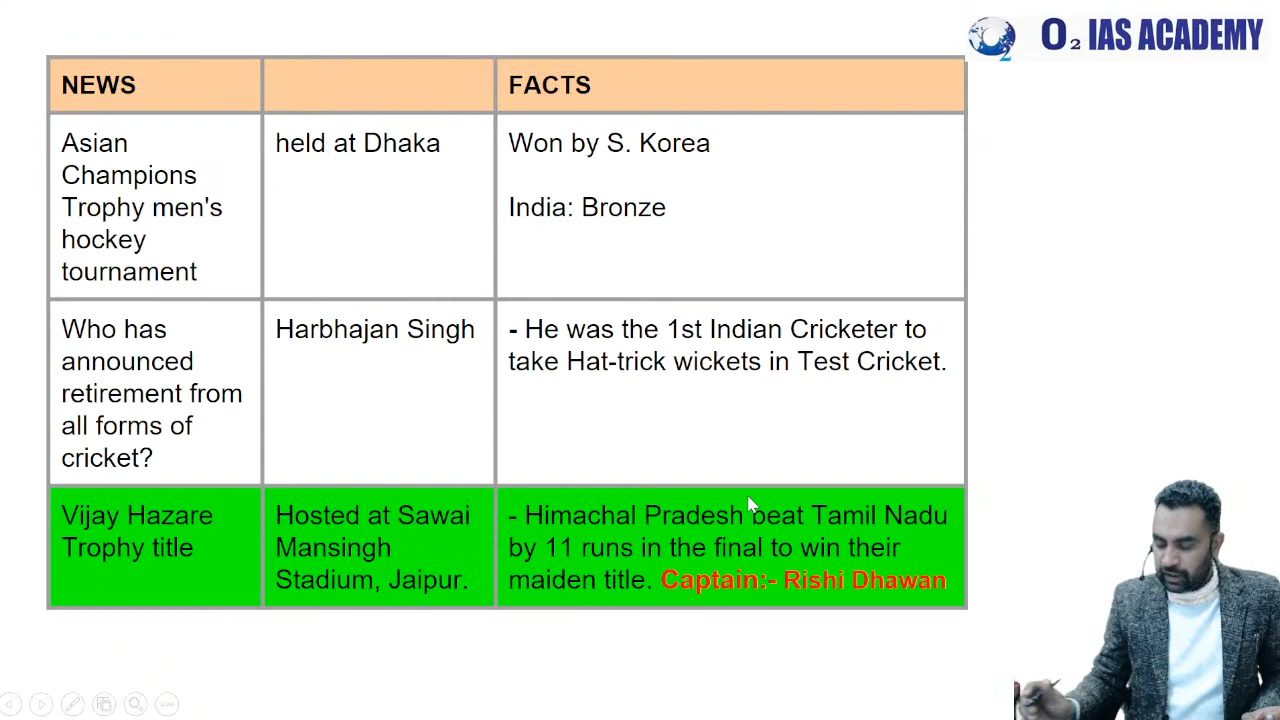 O2 IAS ACADEMY
2
NEWS
FACTS
Asian
Champions
Trophy men's
hockey
tournament
held at Dhaka
Won by S. Korea
India: Bronze
Who has
announced
retirement from
all forms of
cricket?
Harbhajan Singh
- He was the 1st Indian Cricketer to
take Hat-trick wickets in Test Cricket.
Vijay Hazare
Trophy title
Hosted at Sawai
Mansingh
Stadium, Jaipur.
- Himachal Pradesh beat Tamil Nadu
by 11 runs in the final to win their
maiden title. Captain:- Rishi Dhawan